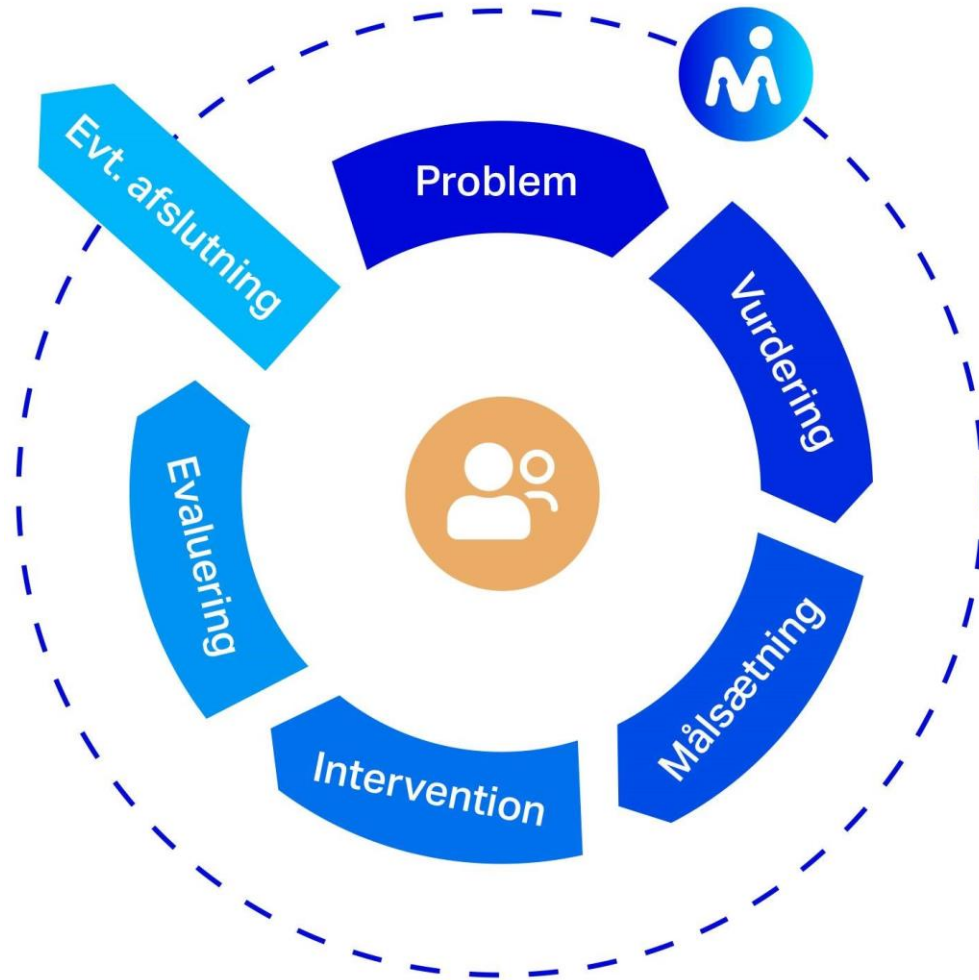 Problem
Vurdering
Målsætning
Intervention
Evaluering
Evt. afslutning